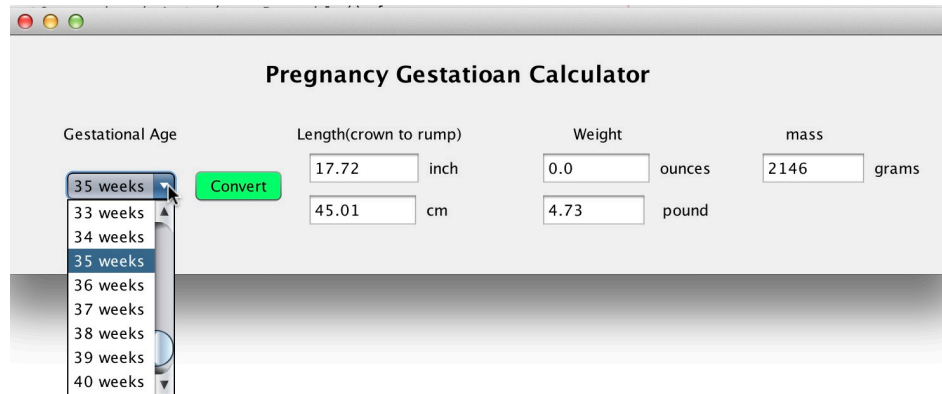 Pregnancy Gestatioan Calculator
Gestational Age
Length(crown to rump)
Weight
mass
17.72 inch
0.0 ounces
2146 grams
35 weeks
Convert
45.01 cm
4.73 pound
33 weeks
34 weeks
35 weeks
36 weeks
37 weeks
38 weeks
39 weeks
40 weeks